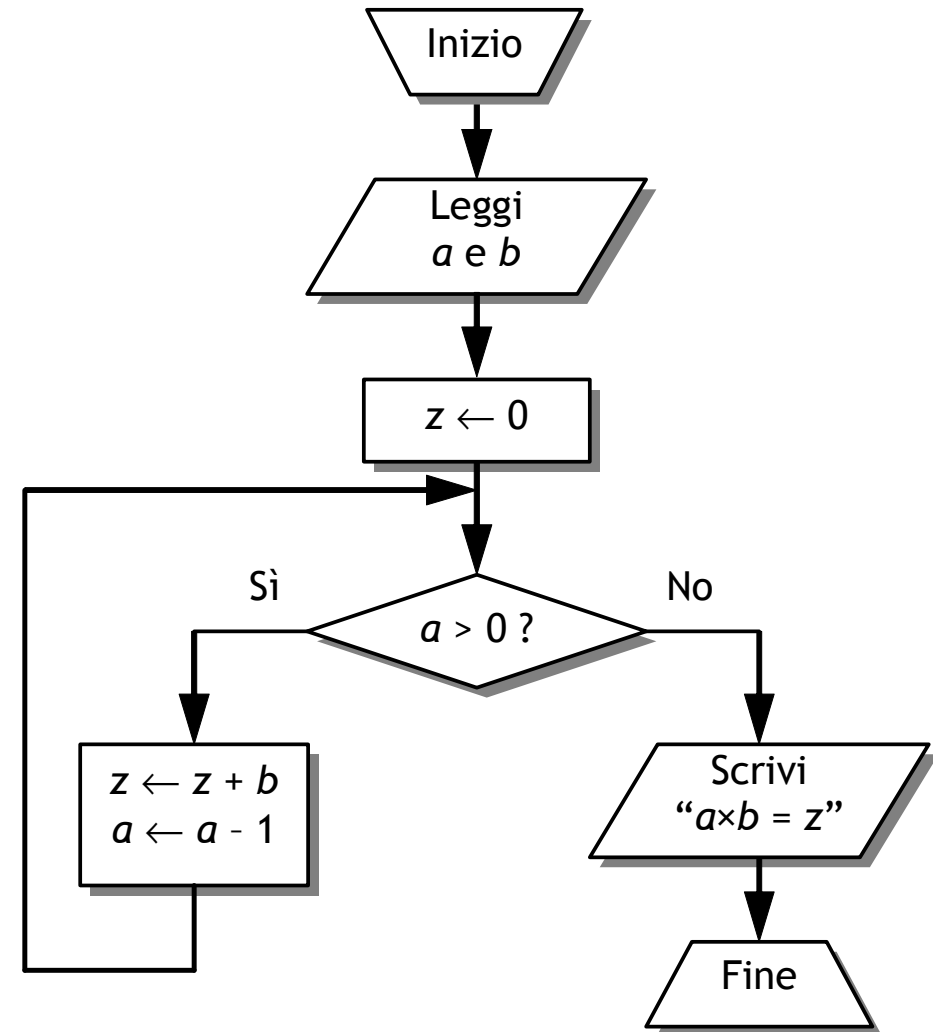 Inizio
Leggi
a e b
z ← 0
Sì
No
a > 0 ?
z ← z + b
a ← a – 1
Scrivi
“a×b = z”
Fine